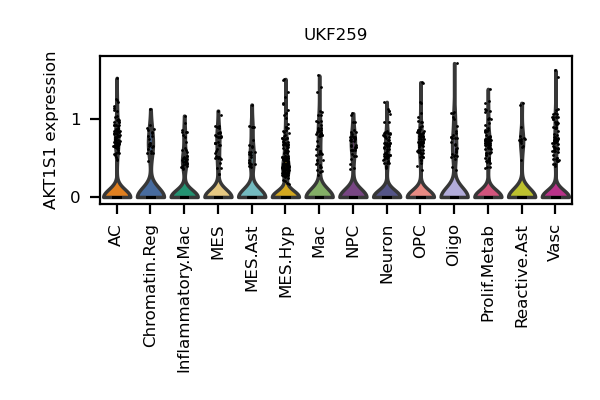 UKF259
AKT1S1 expression
1
0
AC
Chromatin.Reg
Inflammatory.Mac
MES
MES.Ast
MES.Hyp
Mac
NPC
Neuron
OPC
Oligo
Prolif.Metab
Reactive.Ast
Vasc